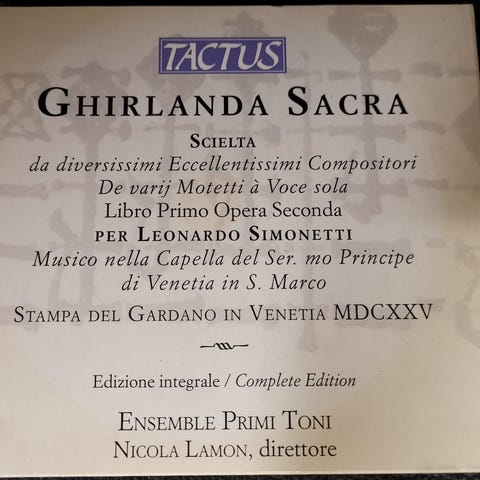 TACTUS
GHIRLANDA SACRA
SCIELTA
da diversissimi Eccellentissimi Compositori
De varij Motetti à Voce sola
Libro Primo Opera Seconda
PER LEONARDO SIMONETTI
Musico nella Capella del Ser. mo Principe
di Venetia in S. Marco
STAMPA DEL GARDANO IN VENETIA MDCXXV
Edizione integrale / Complete Edition
ENSEMBLE PRIMI TONI
NICOLA LAMON, direttore